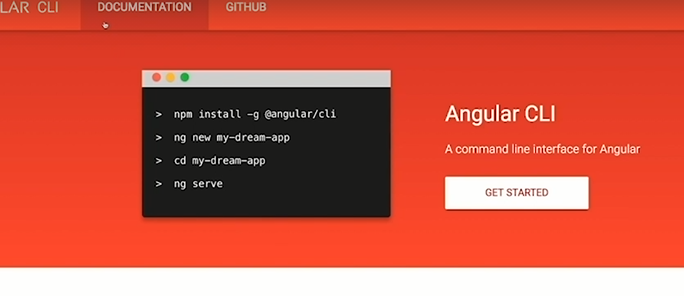 LAR CLI
DOCUMENTATION
GITHUB
> npm install -g @angular/cli
> ng new my-dream-app
> cd my-dream-app
> ng serve
Angular CLI
A command line interface for Angular
GET STARTED